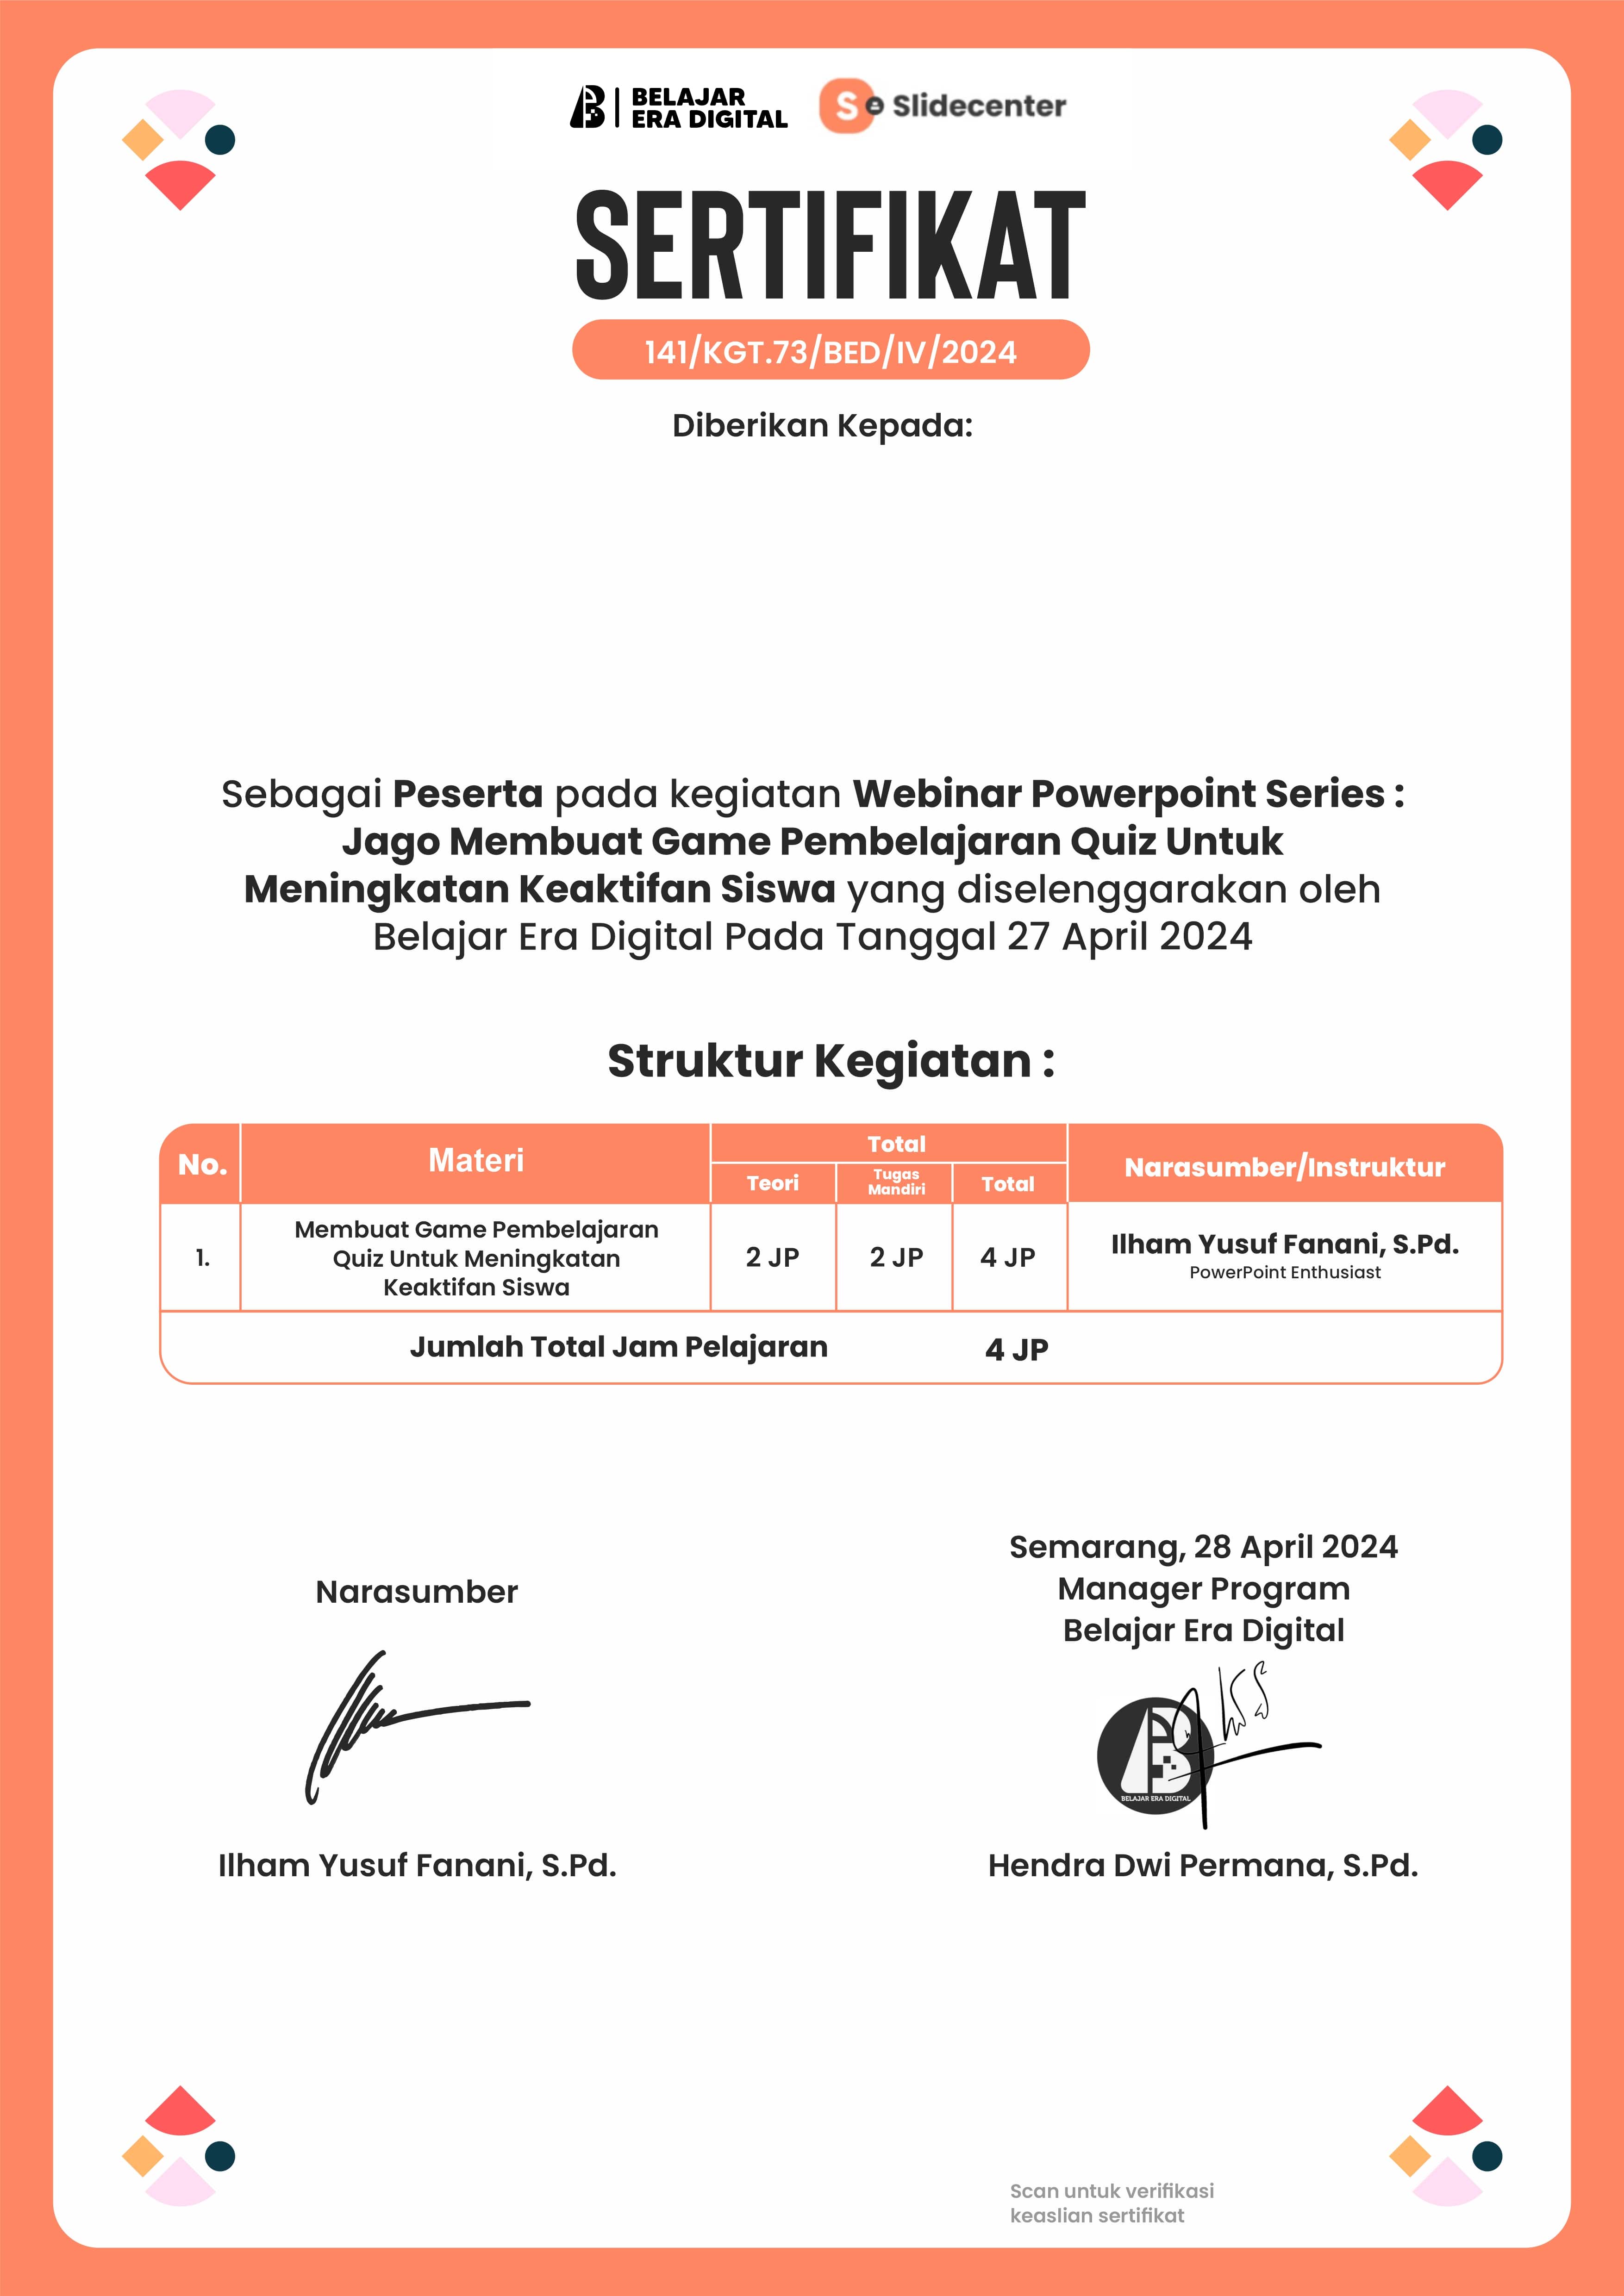 BELAJAR
ERA DIGITAL
S Slidecenter
SERTIFIKAT
141/KGT.73/BED/IV/2024
Diberikan Kepada:
Sebagai Peserta pada kegiatan Webinar Powerpoint Series :
Jago Membuat Game Pembelajaran Quiz Untuk
Meningkatan Keaktifan Siswa yang diselenggarakan oleh
Belajar Era Digital Pada Tanggal 27 April 2024
Struktur Kegiatan :
No. Materi Total Narasumber/Instruktur
Teori Tugas Mandiri Total
1. Membuat Game Pembelajaran
Quiz Untuk Meningkatan
Keaktifan Siswa
2 JP 2 JP 4 JP
Ilham Yusuf Fanani, S.Pd.
PowerPoint Enthusiast
Jumlah Total Jam Pelajaran 4 JP
Narasumber
Ilham Yusuf Fanani, S.Pd.
Semarang, 28 April 2024
Manager Program
Belajar Era Digital
BELAJAR ERA DIGITAL
Hendra Dwi Permana, S.Pd.
Scan untuk verifikasi
keaslian sertifikat